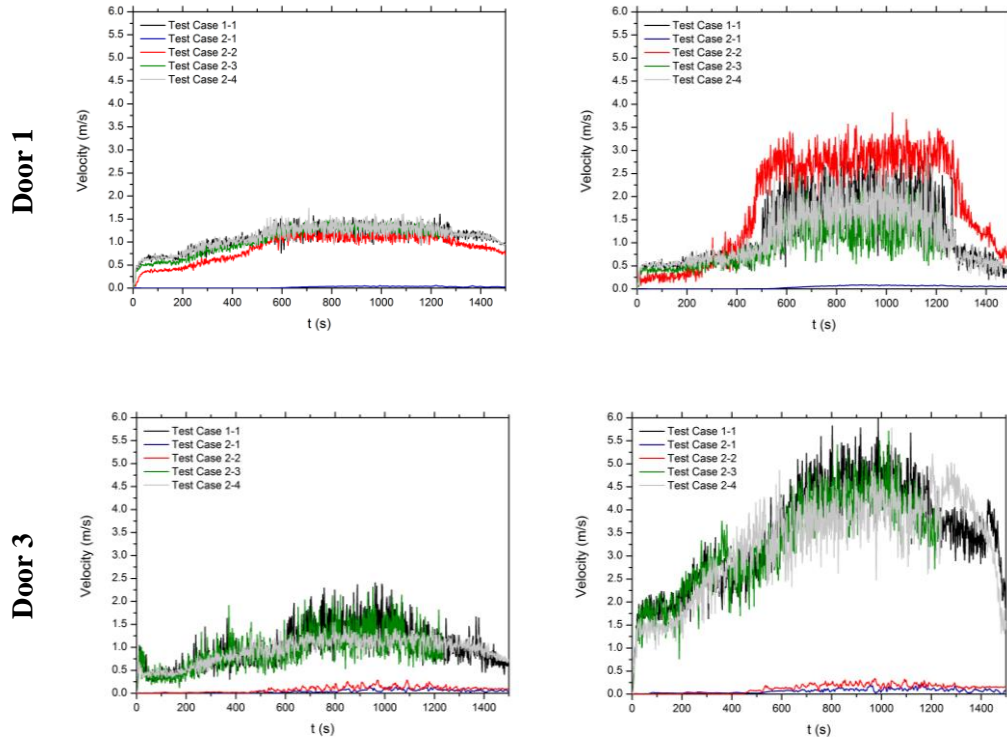 Door 1
6.0
5.5
5.0
4.5
4.0
3.5
3.0
2.5
2.0
1.5
1.0
0.5
0.0
Velocity (m/s)
Test Case 1-1
Test Case 2-1
Test Case 2-2
Test Case 2-3
Test Case 2-4
0 200 400 600 800 1000 1200 1400
t (s)
6.0
5.5
5.0
4.5
4.0
3.5
3.0
2.5
2.0
1.5
1.0
0.5
0.0
Velocity (m/s)
Test Case 1-1
Test Case 2-1
Test Case 2-2
Test Case 2-3
Test Case 2-4
0 200 400 600 800 1000 1200 1400
t (s)
Door 3
6.0
5.5
5.0
4.5
4.0
3.5
3.0
2.5
2.0
1.5
1.0
0.5
0.0
Velocity (m/s)
Test Case 1-1
Test Case 2-1
Test Case 2-2
Test Case 2-3
Test Case 2-4
0 200 400 600 800 1000 1200 1400
t (s)
6.0
5.5
5.0
4.5
4.0
3.5
3.0
2.5
2.0
1.5
1.0
0.5
0.0
Velocity (m/s)
Test Case 1-1
Test Case 2-1
Test Case 2-2
Test Case 2-3
Test Case 2-4
0 200 400 600 800 1000 1200 1400
t (s)